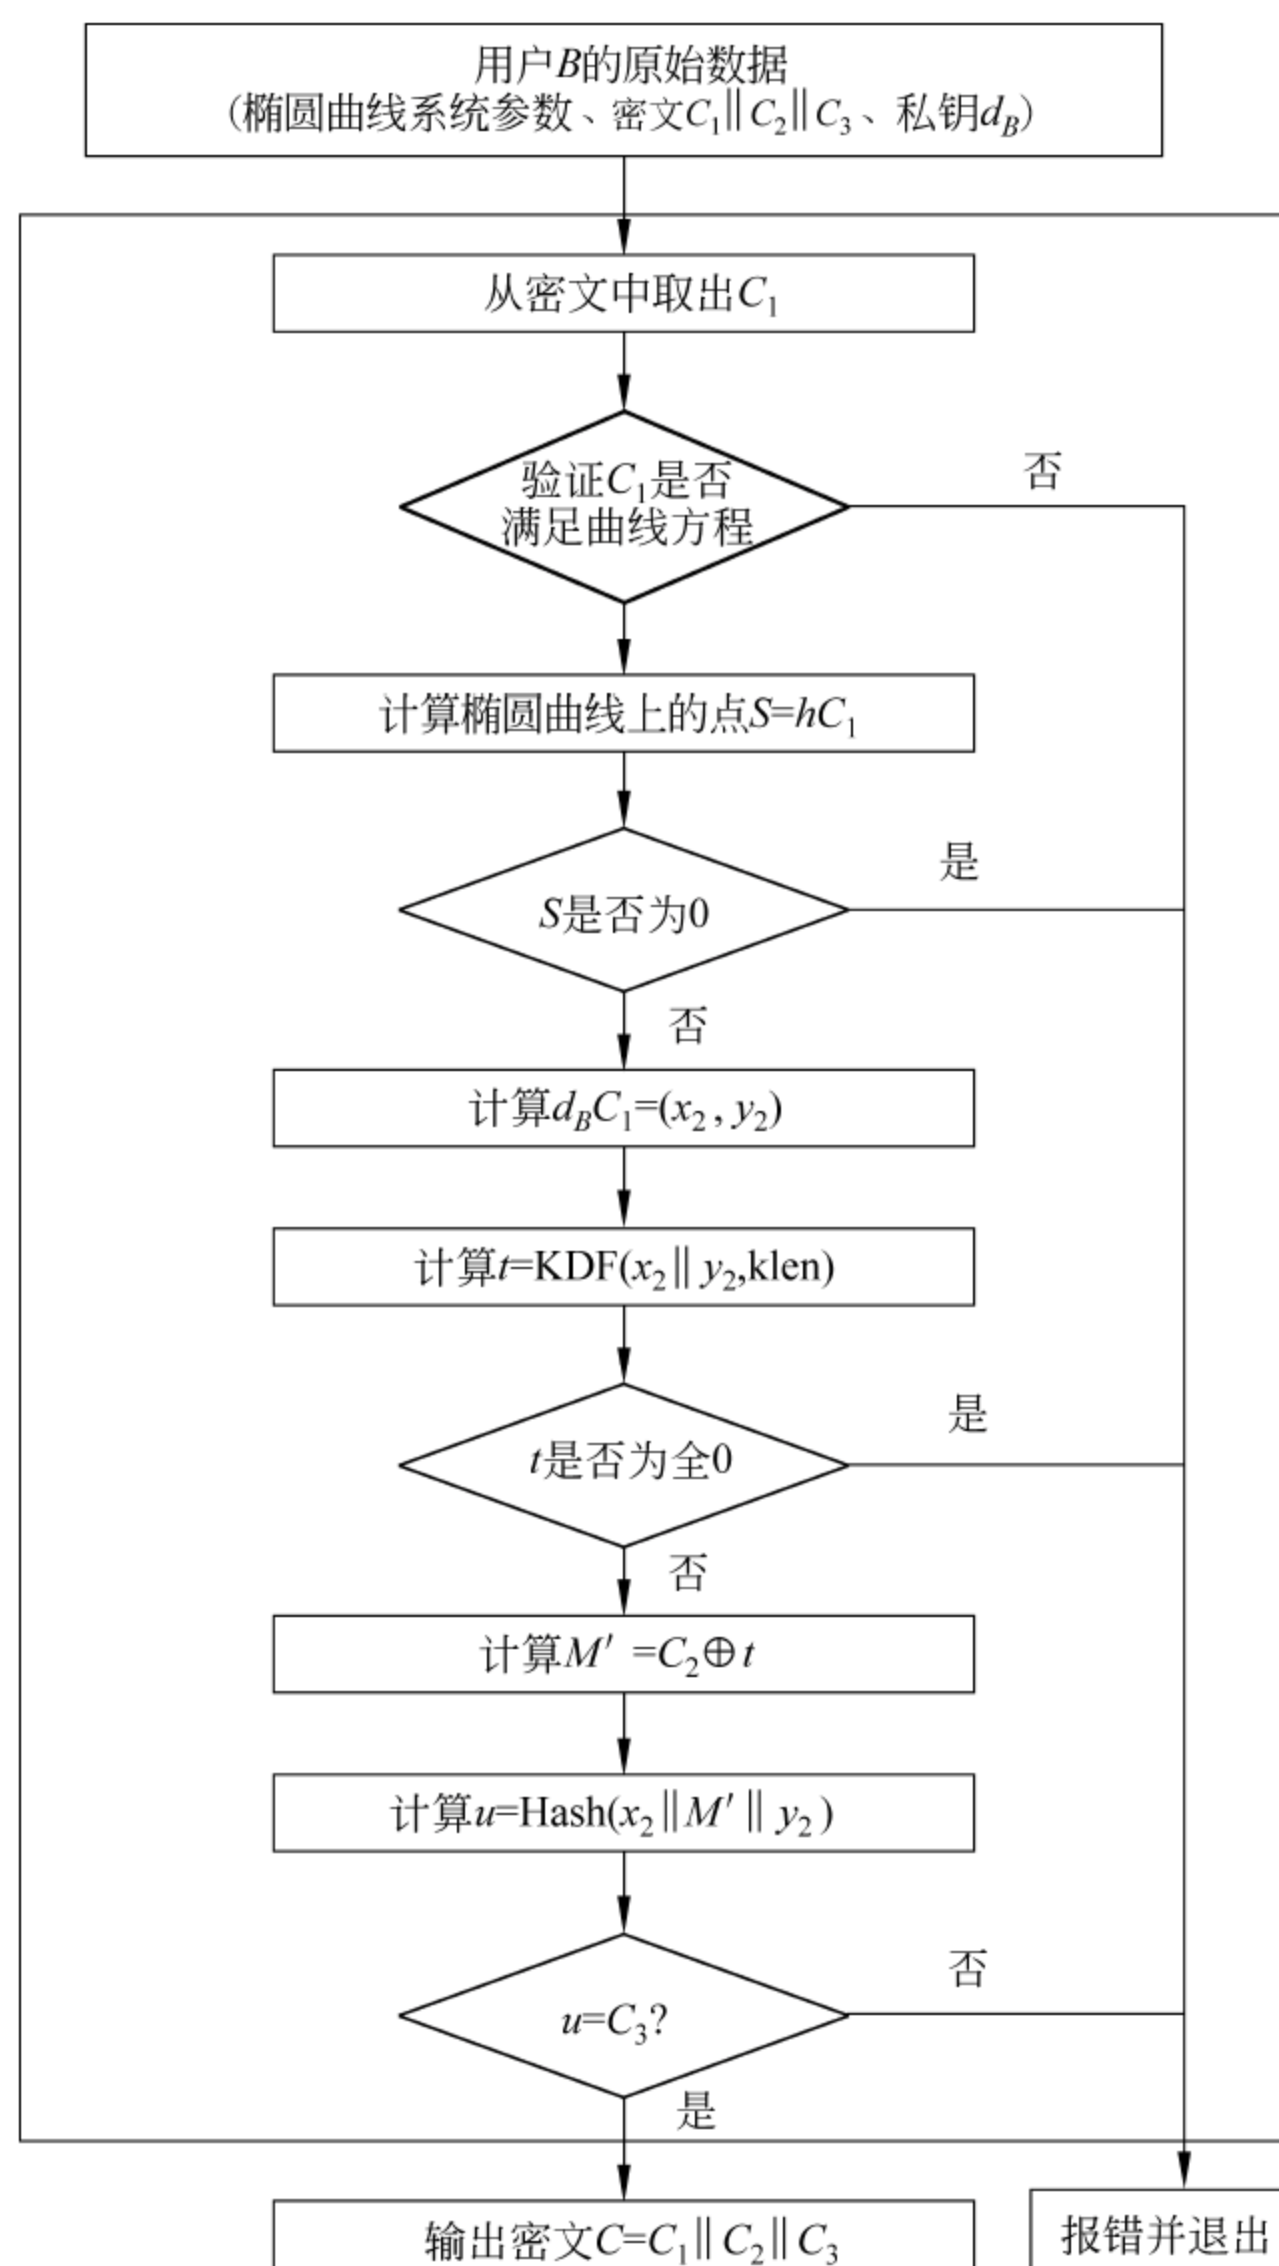 用户B的原始数据
(椭圆曲线系统参数、密文C₁‖C₂‖C₃、私钥d_B)
从密文中取出C₁
验证C₁是否
满足曲线方程
否
计算椭圆曲线上的点S=hC₁
S是否为0
是
否
计算d_BC₁=(x₂,y₂)
计算t=KDF(x₂‖y₂,klen)
t是否为全0
是
否
计算M′=C₂⊕t
计算u=Hash(x₂‖M′‖y₂)
u=C₃?
否
是
输出密文C=C₁‖C₂‖C₃
报错并退出